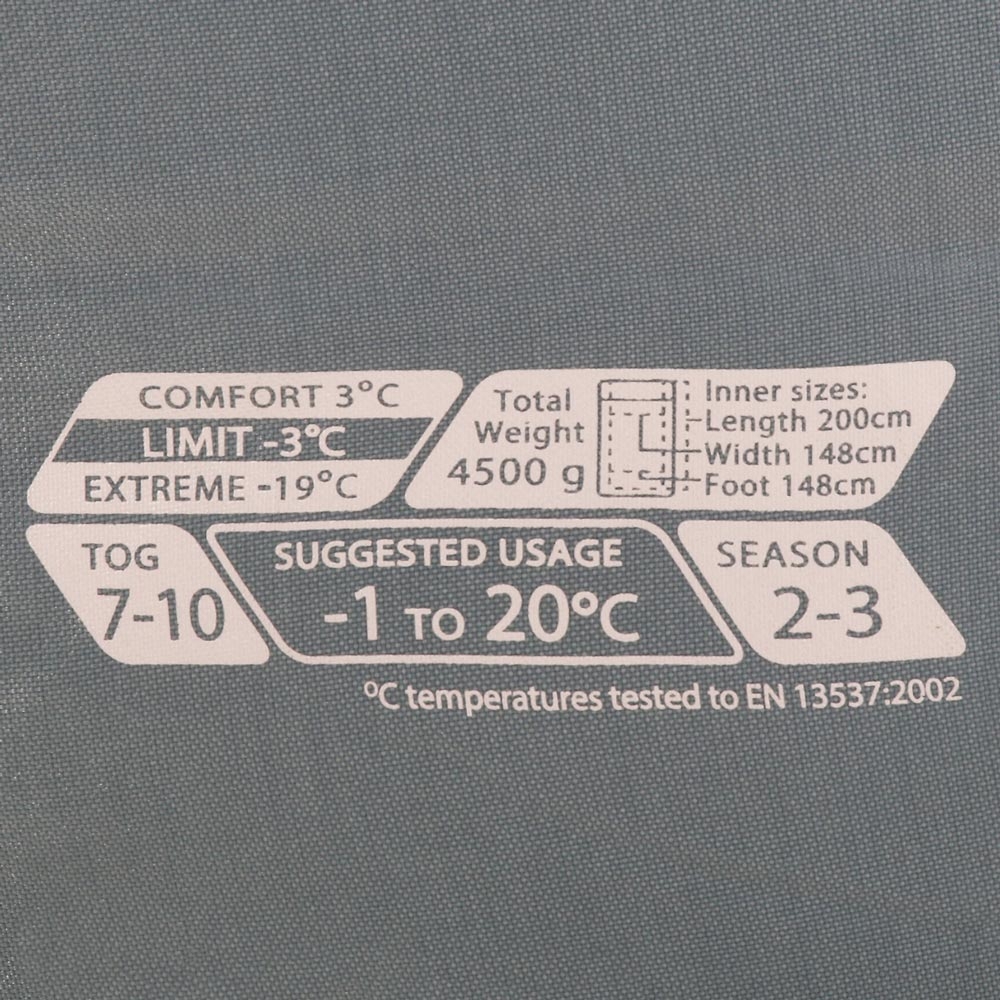 COMFORT 3°C
LIMIT -3°C
EXTREME -19°C
Total
Weight
4500 g
Inner sizes:
Length 200cm
Width 148cm
Foot 148cm
TOG
7-10
SUGGESTED USAGE
-1 TO 20°C
SEASON
2-3
°C temperatures tested to EN 13537:2002